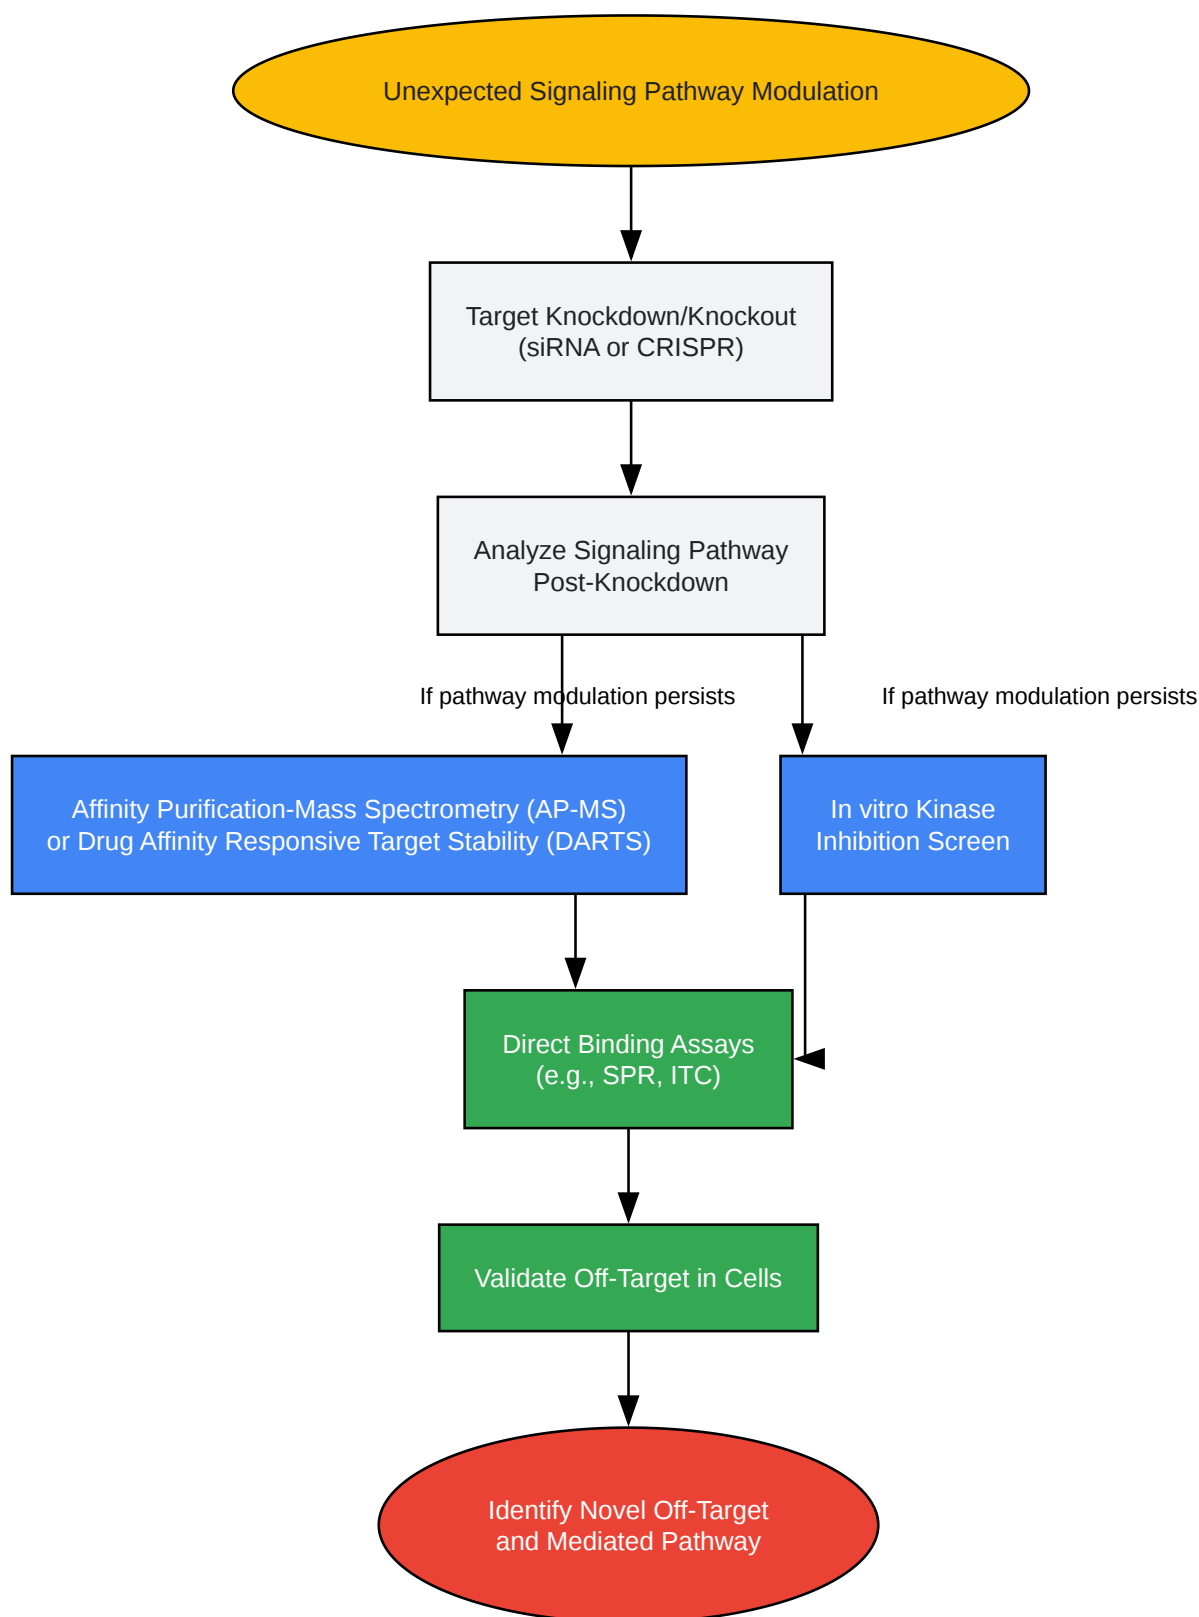 Unexpected Signaling Pathway Modulation
Target Knockdown/Knockout
(siRNA or CRISPR)
Analyze Signaling Pathway
Post-Knockdown
If pathway modulation persists
If pathway modulation persists
Affinity Purification-Mass Spectrometry (AP-MS)
or Drug Affinity Responsive Target Stability (DARTS)
In vitro Kinase
Inhibition Screen
Direct Binding Assays
(e.g., SPR, ITC)
Validate Off-Target in Cells
Identify Novel Off-Target
and Mediated Pathway